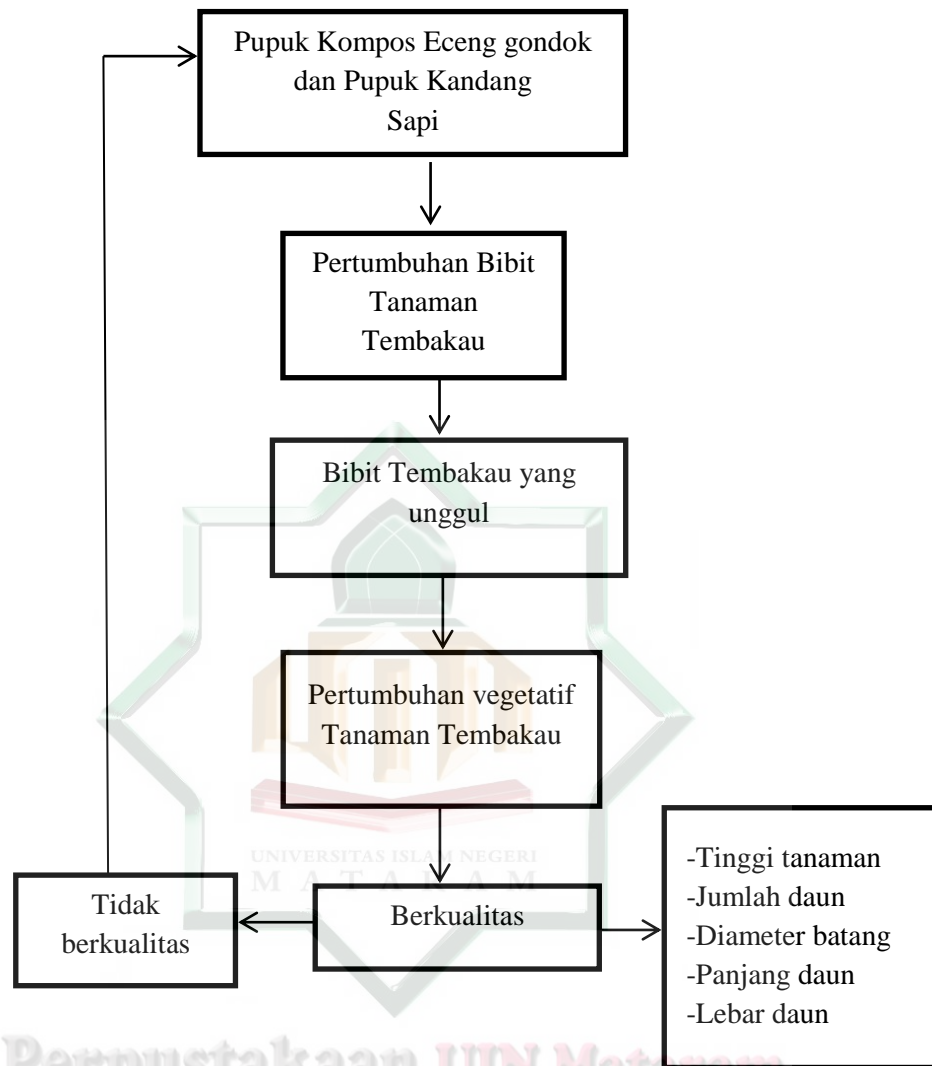 Pupuk Kompos Eceng gondok
dan Pupuk Kandang
Sapi
Pertumbuhan Bibit
Tanaman
Tembakau
Bibit Tembakau yang
unggul
Pertumbuhan vegetatif
Tanaman Tembakau
UNIVERSITAS ISLAM NEGERI
MATARAM
Tidak
berkualitas
Berkualitas
-Tinggi tanaman
-Jumlah daun
-Diameter batang
-Panjang daun
-Lebar daun
Perpustakaan UIN Mataram